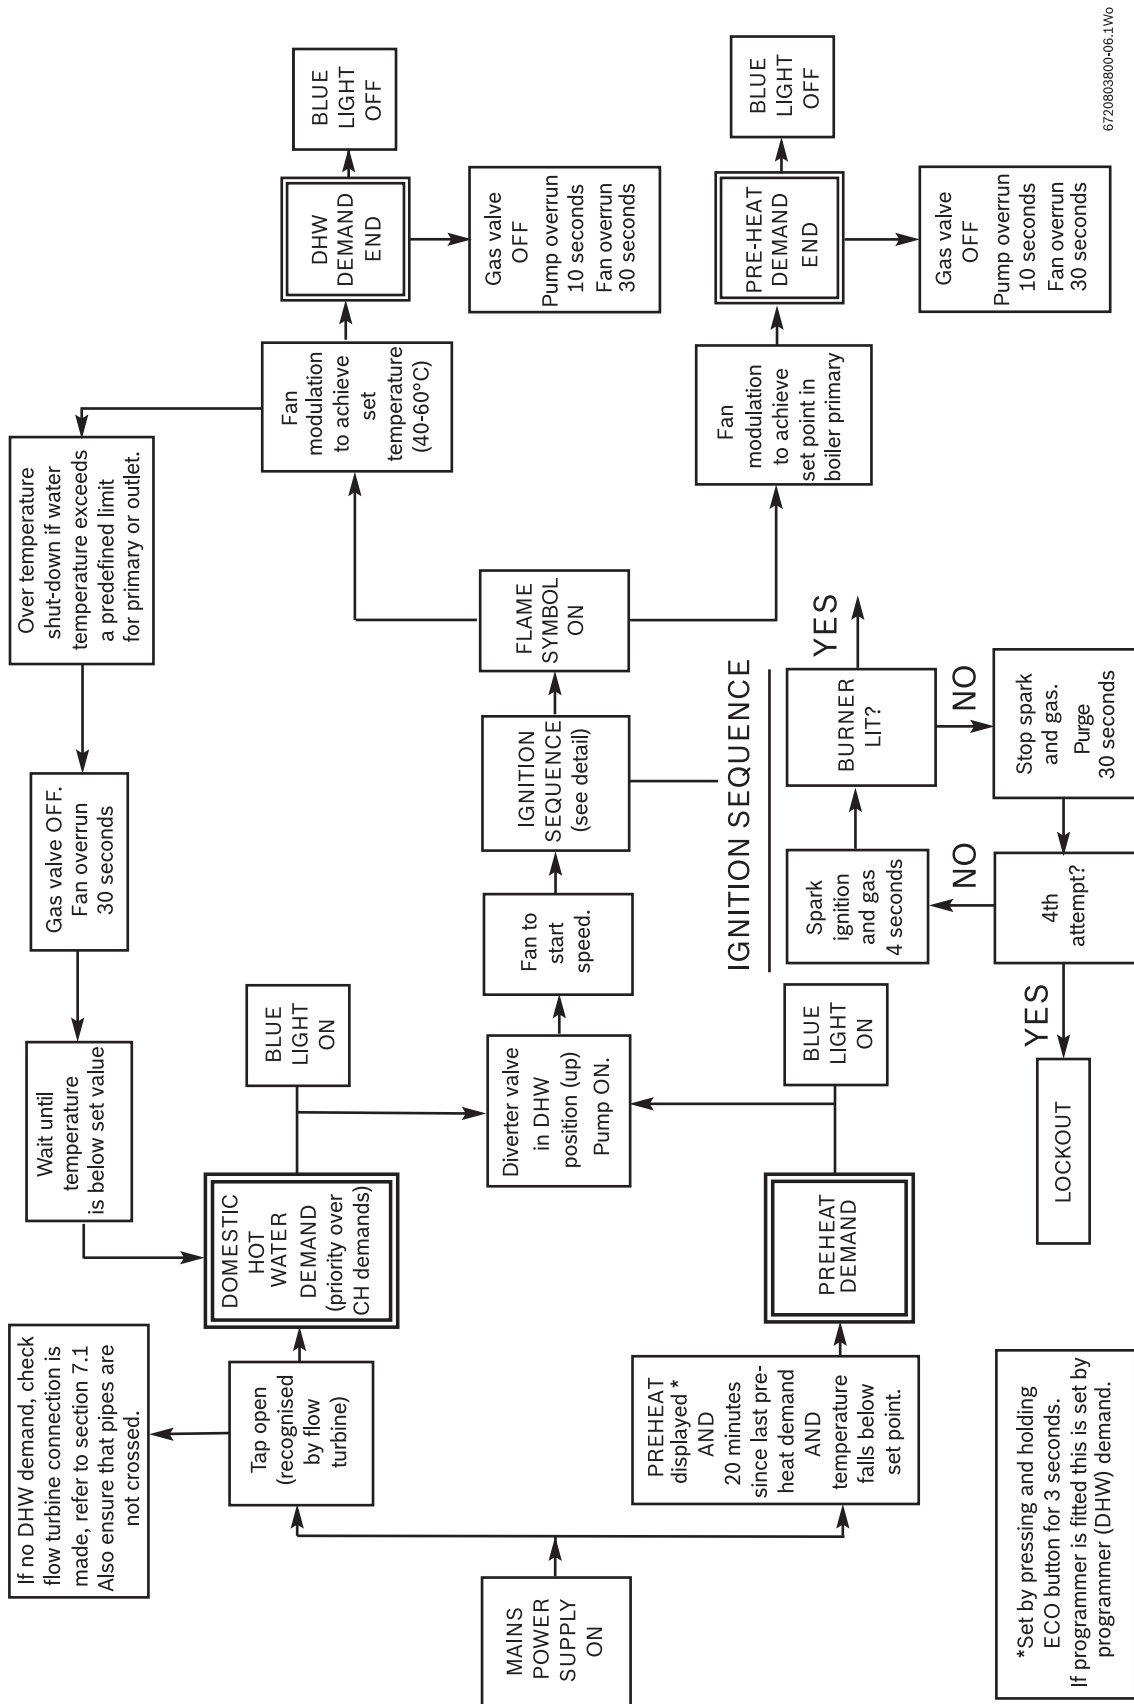 MAINS
POWER
SUPPLY
ON
If no DHW demand, check
flow turbine connection is
made, refer to section 7.1
Also ensure that pipes are
not crossed.
Tap open
(recognised
by flow
turbine)
PREHEAT
displayed *
AND
20 minutes
since last pre-
heat demand
AND
temperature
falls below
set point.
*Set by pressing and holding
ECO button for 3 seconds.
If programmer is fitted this is set by
programmer (DHW) demand.
Wait until
temperature
is below set value
DOMESTIC
HOT
WATER
DEMAND
(priority over
CH demands)
BLUE
LIGHT
ON
PREHEAT
DEMAND
BLUE
LIGHT
ON
Diverter valve
in DHW
position (up)
Pump ON.
Fan to
start
speed.
IGNITION
SEQUENCE
(see detail)
FLAME
SYMBOL
ON
Gas valve OFF.
Fan overrun
30 seconds
Over temperature
shut-down if water
temperature exceeds
a predefined limit
for primary or outlet.
Fan
modulation
to achieve
set
temperature
(40-60°C)
DHW
DEMAND
END
BLUE
LIGHT
OFF
Gas valve
OFF
Pump overrun
10 seconds
Fan overrun
30 seconds
Fan
modulation
to achieve
set point in
boiler primary
PRE-HEAT
DEMAND
END
BLUE
LIGHT
OFF
Gas valve
OFF
Pump overrun
10 seconds
Fan overrun
30 seconds
IGNITION SEQUENCE
Spark
ignition
and gas
4 seconds
BURNER
LIT?
YES
NO
Stop spark
and gas.
Purge
30 seconds
4th
attempt?
NO
YES
LOCKOUT
6720803800-06.1Wo